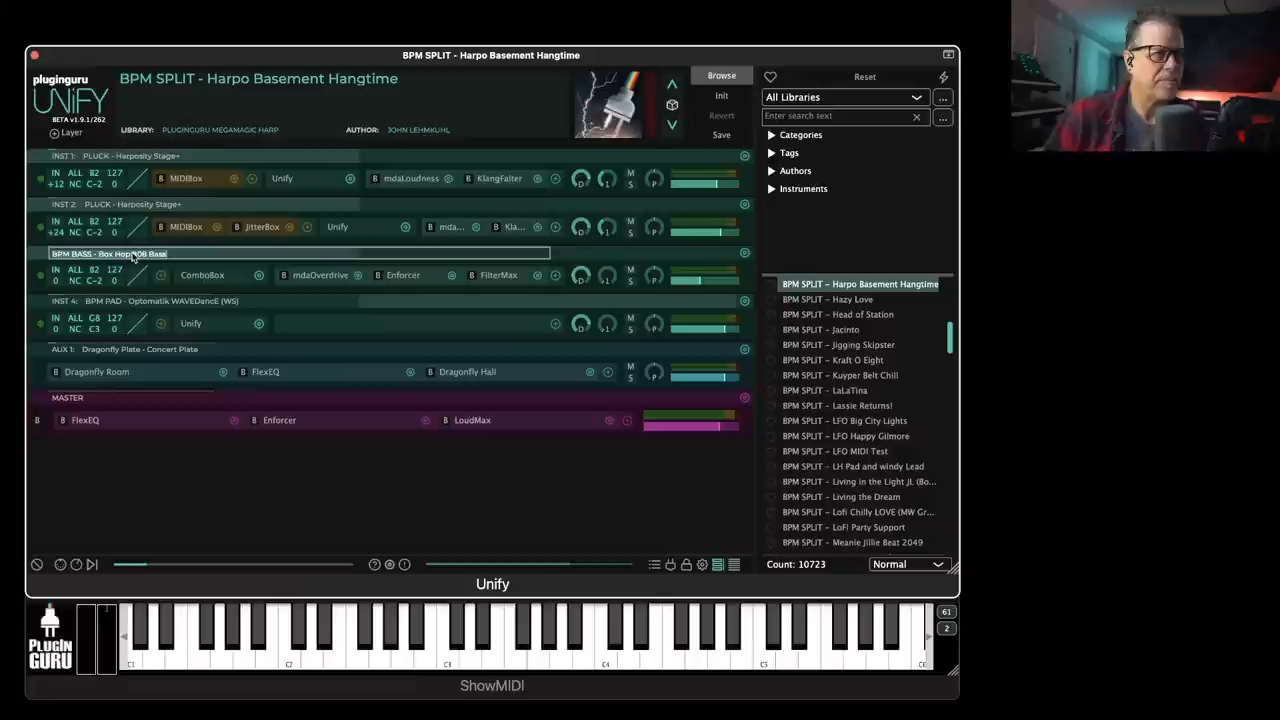 BPM SPLIT - Harpo Basement Hangtime
pluginguru
UNIFY
BETA v1.9.1/262
Layer
BPM SPLIT - Harpo Basement Hangtime
LIBRARY: PLUGINGURU MEGAMAGIC HARP AUTHOR: JOHN LEHMKUHL
Browse
Init
Revert
Save
Reset
All Libraries
...
Enter search text
...
Categories
Tags
Authors
Instruments
INST 1: PLUCK - Harposity Stage+
IN ALL B2 127
+12 NC C-2 0
B MIDIBox Unify B mdaLoudness B KlangFalter D 1 M S P
INST 2: PLUCK - Harposity Stage+
IN ALL B2 127
+24 NC C-2 0
B MIDIBox B JitterBox Unify B mda... B Kla... D 1 M S P
BPM BASS - Box Hop 808 Bass
IN ALL B2 127
0 NC C-2 0
ComboBox B mdaOverdrive B Enforcer B FilterMax D 1 M S P
INST 4: BPM PAD - Optomatik WAVEDancE (WS)
IN ALL G8 127
0 NC C3 0
Unify D 1 M S P
AUX 1: Dragonfly Plate - Concert Plate
B Dragonfly Room B FlexEQ B Dragonfly Hall M S P
MASTER
B B FlexEQ B Enforcer B LoudMax
BPM SPLIT - Harpo Basement Hangtime
BPM SPLIT - Hazy Love
BPM SPLIT - Head of Station
BPM SPLIT - Jacinto
BPM SPLIT - Jigging Skipster
BPM SPLIT - Kraft O Eight
BPM SPLIT - Kuyper Belt Chill
BPM SPLIT - LaLaTina
BPM SPLIT - Lassie Returns!
BPM SPLIT - LFO Big City Lights
BPM SPLIT - LFO Happy Gilmore
BPM SPLIT - LFO MIDI Test
BPM SPLIT - LH Pad and windy Lead
BPM SPLIT - Living in the Light JL (Bo...
BPM SPLIT - Living the Dream
BPM SPLIT - Lofi Chilly LOVE (MW Gr...
BPM SPLIT - LoFi Party Support
BPM SPLIT - Meanie Jillie Beat 2049
Count: 10723 Normal
Unify
PLUGIN
GURU
1
C1 C2 C3 C4 C5 C6
61
2
ShowMIDI